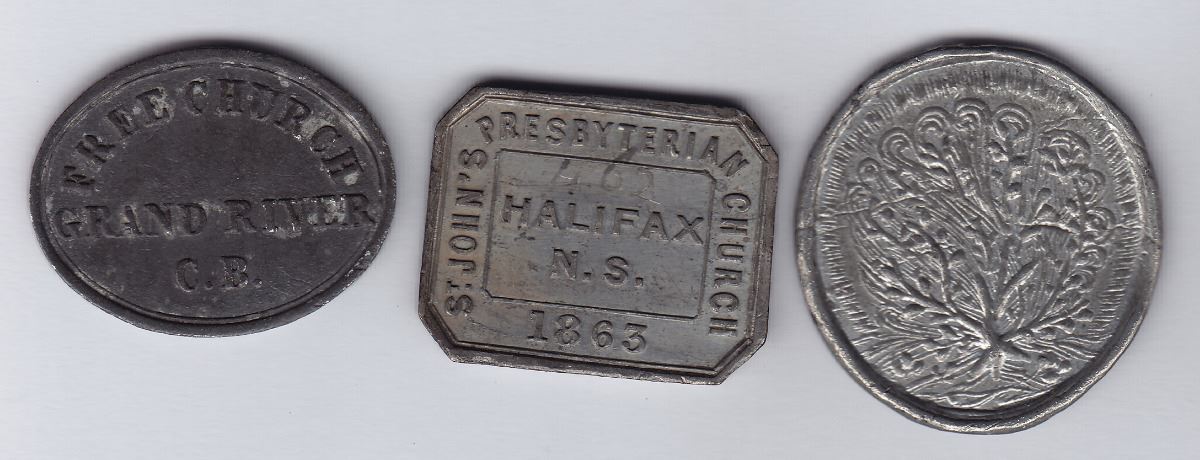 FREE CHURCH
GRAND RIVER
C.B.
ST. JOHN'S PRESBYTERIAN CHURCH
HALIFAX
N.S.
1863